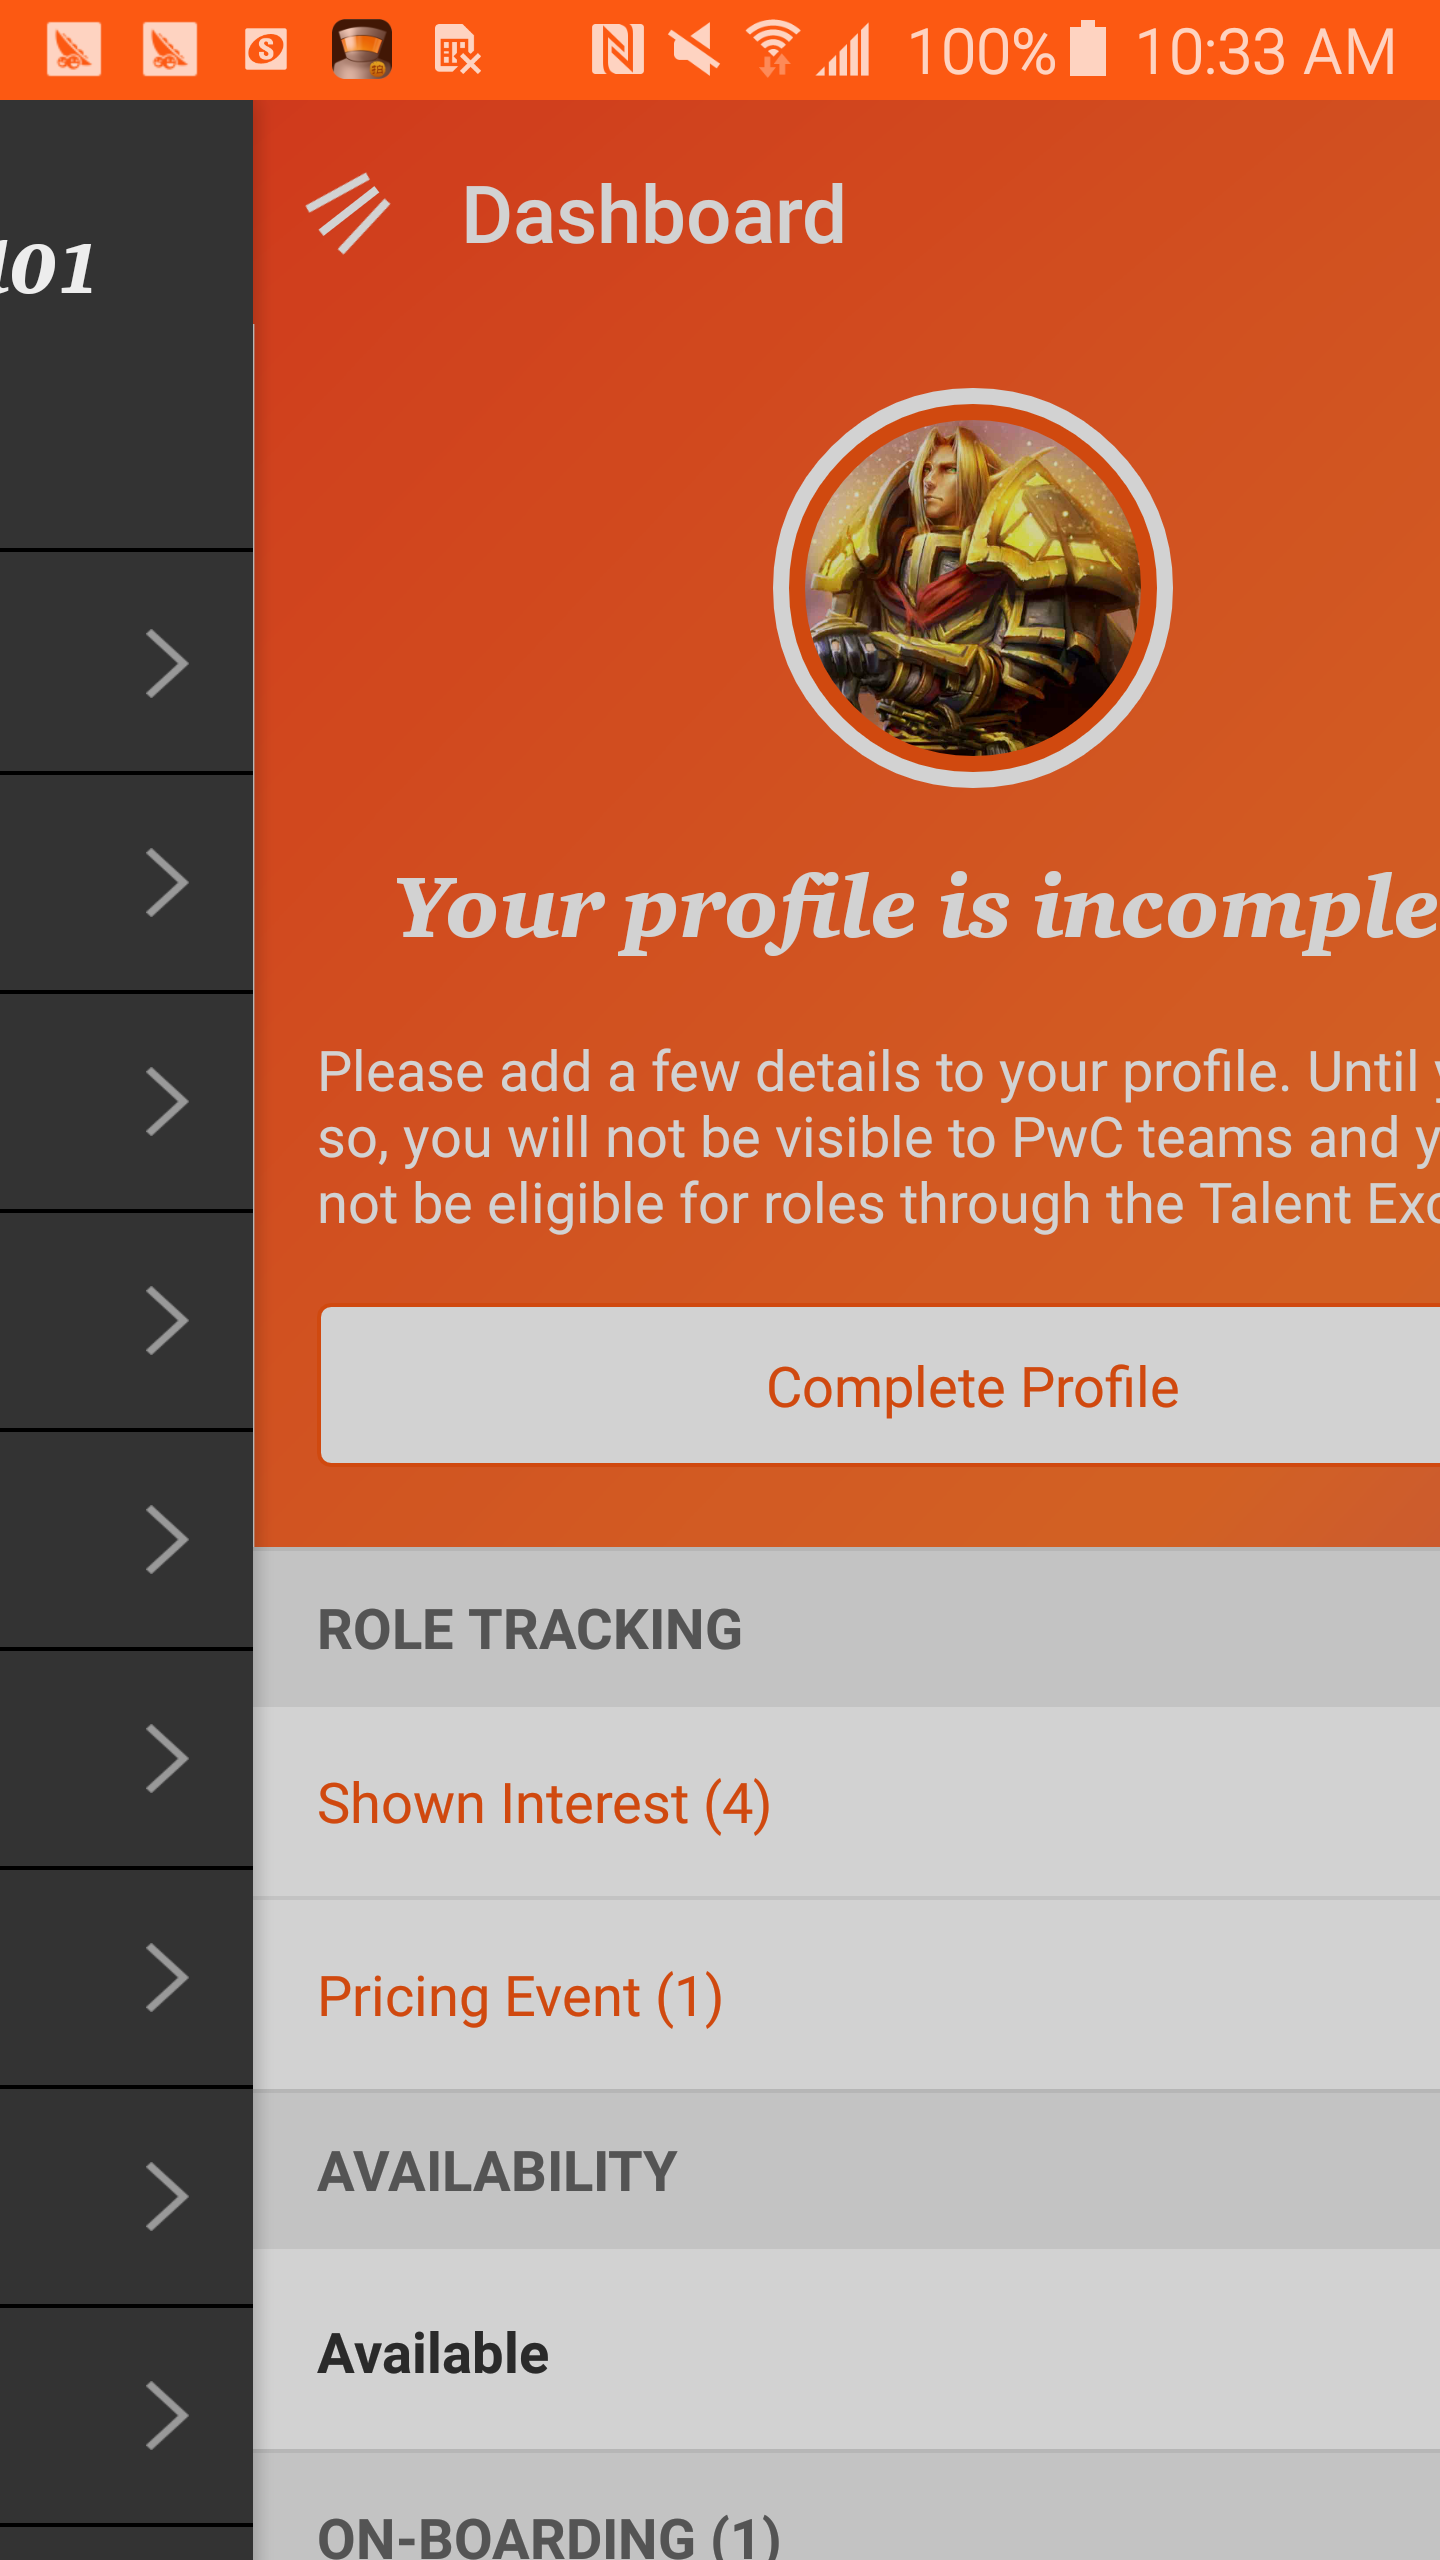 100% 10:33 AM
Dashboard
Your profile is incomple
Please add a few details to your profile. Until
so, you will not be visible to PwC teams and y
not be eligible for roles through the Talent Exc
Complete Profile
ROLE TRACKING
Shown Interest (4)
Pricing Event (1)
AVAILABILITY
Available
ON-BOARDING (1)